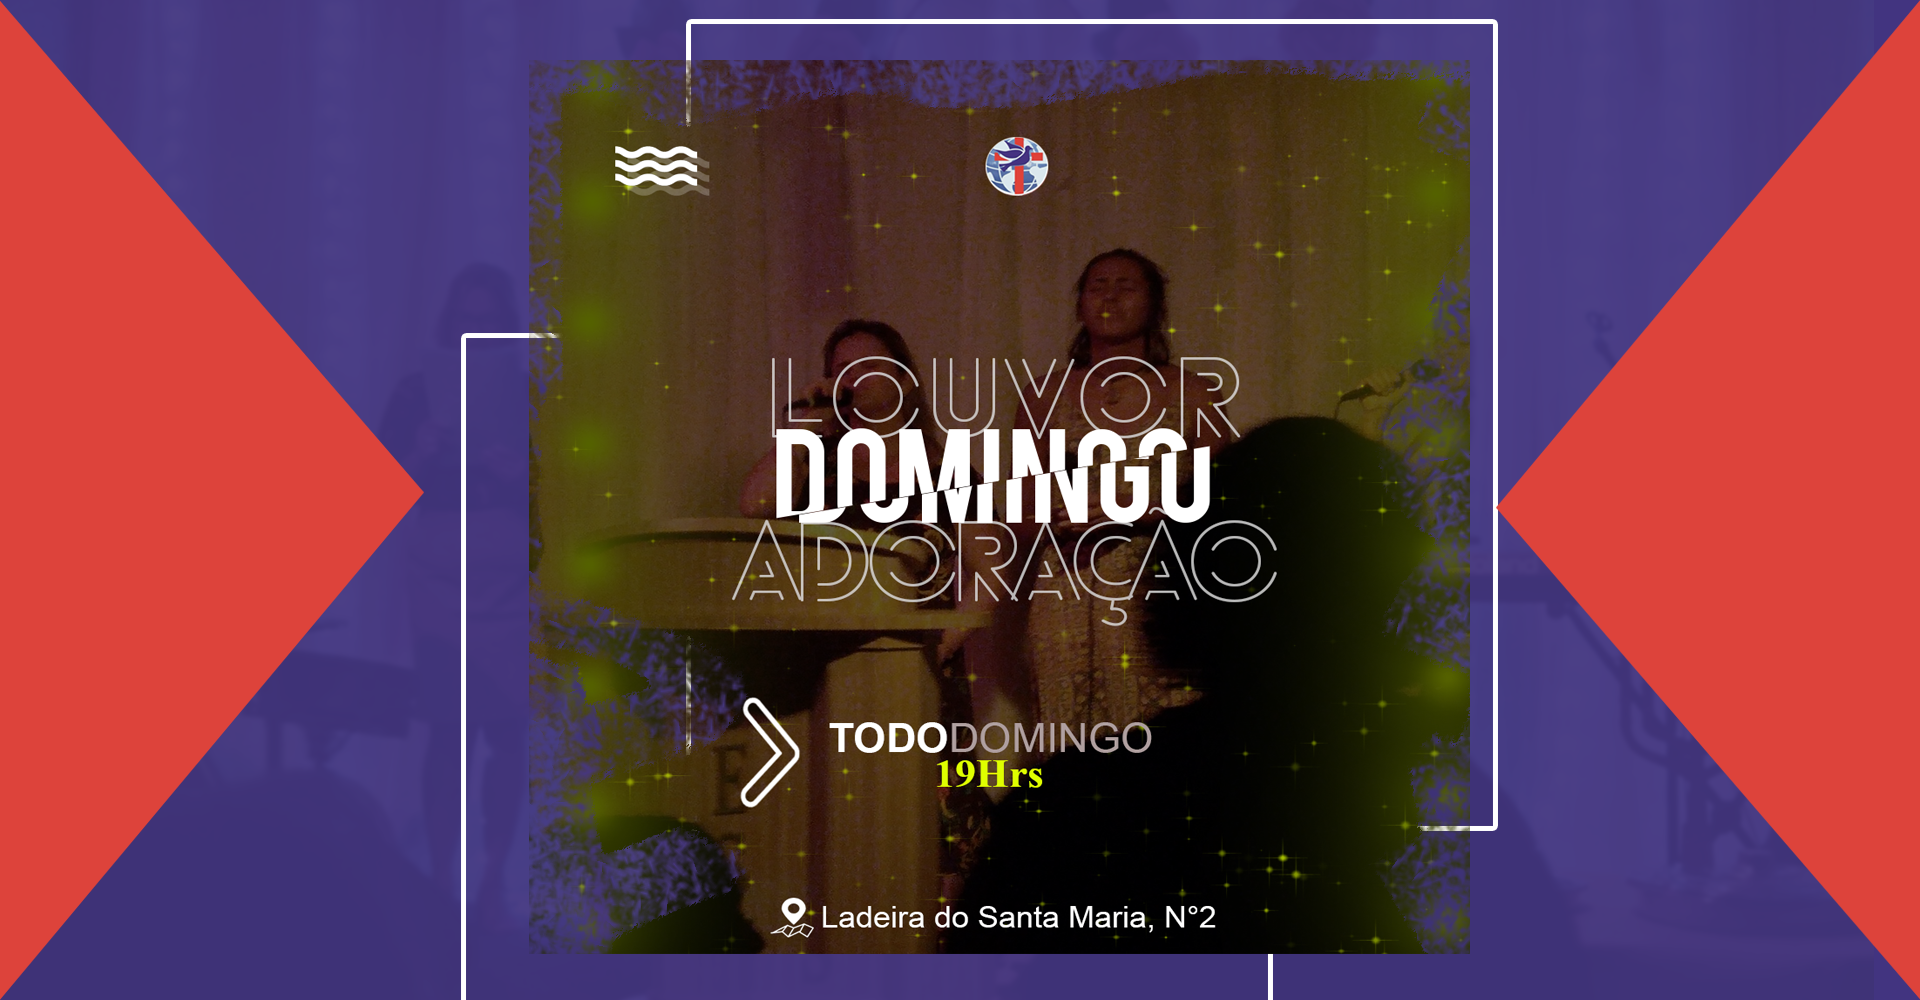 LOUVOR
DOMINGO
ADORAÇÃO
TODODOMINGO
19Hrs
Ladeira do Santa Maria, N°2